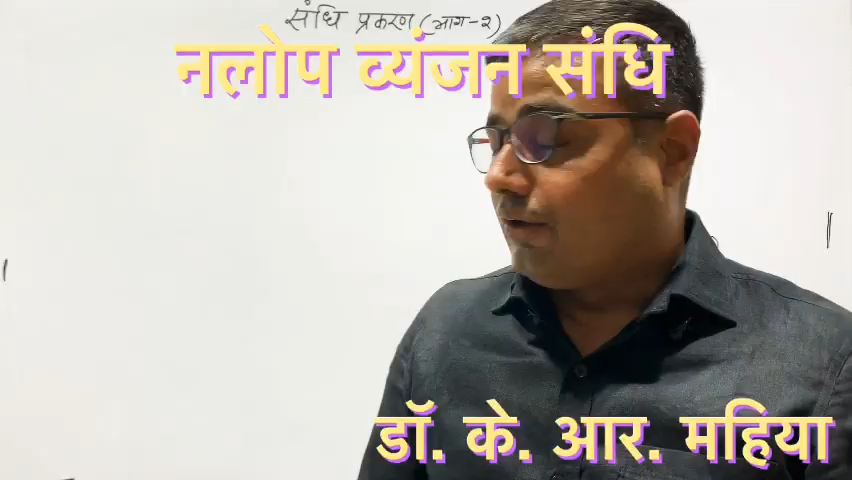 संधि प्रकरण (भाग-२)
नलोप व्यंजन संधि
डॉ. के. आर. महिया